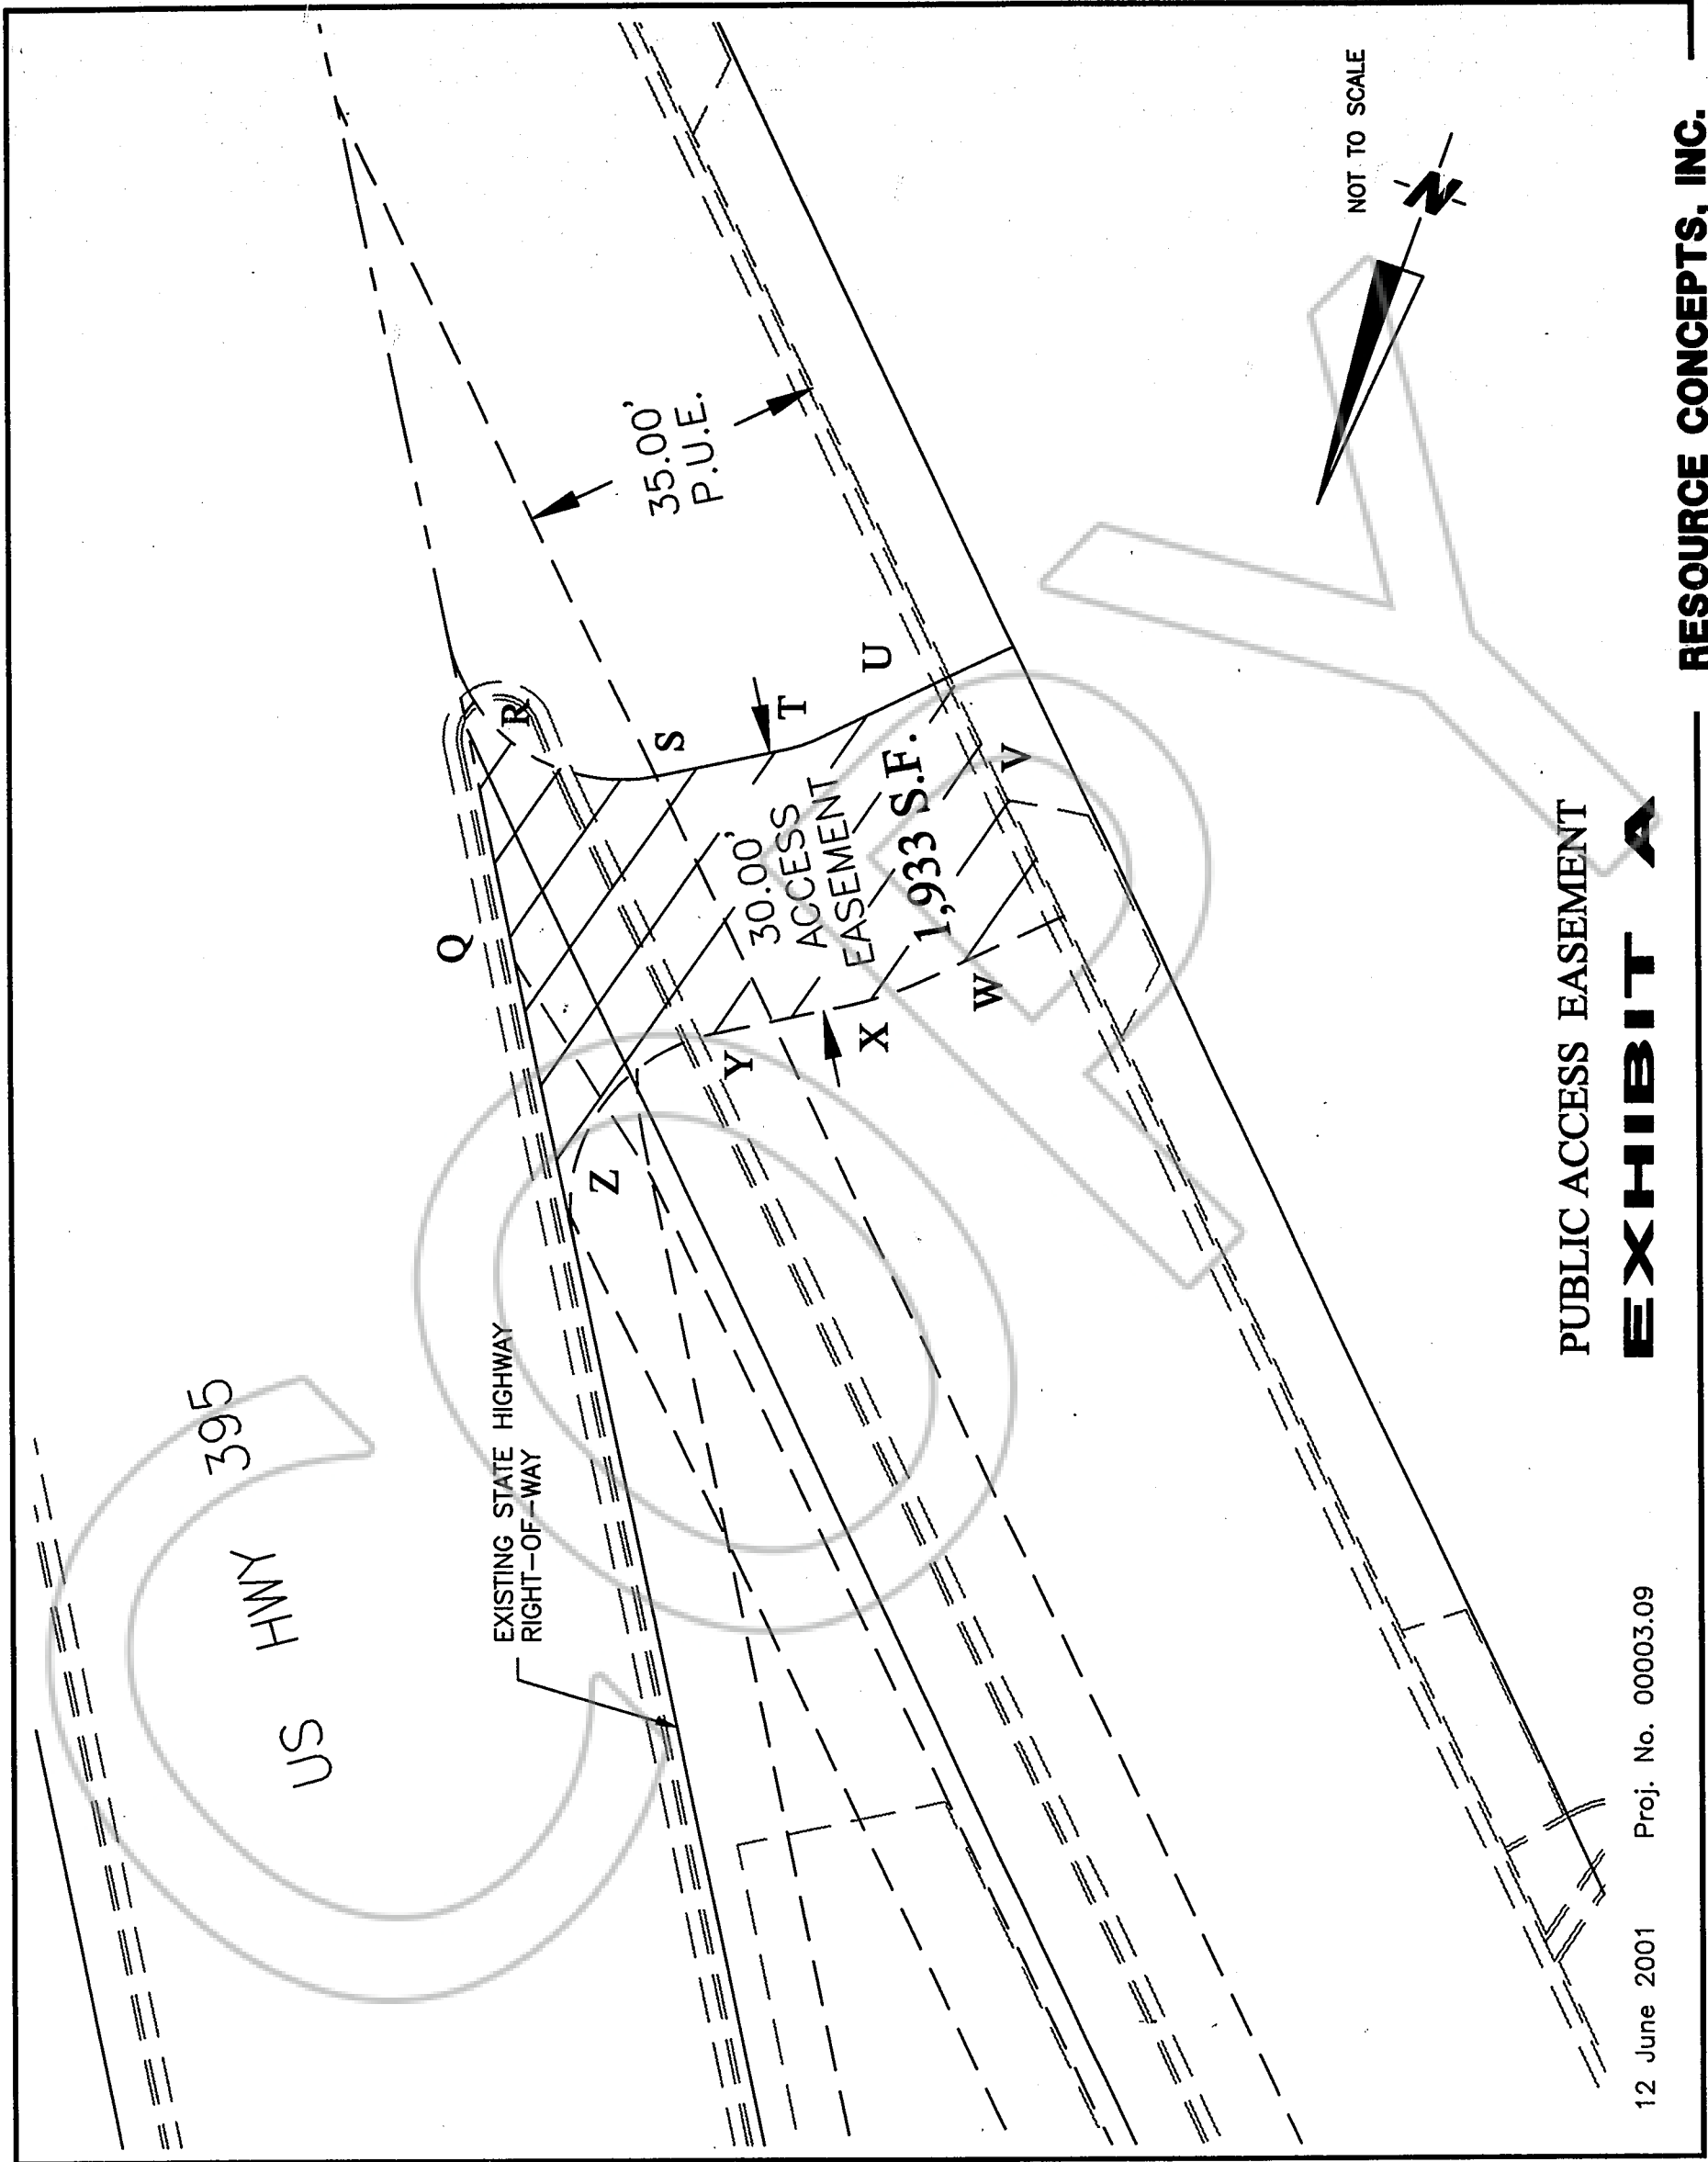 US HWY 395
EXISTING STATE HIGHWAY
RIGHT-OF-WAY
Q
R
S
T
U
V
W
X
Y
Z
35.00'
P.U.E.
30.00'
ACCESS
EASEMENT
1,933 S.F.
NOT TO SCALE
N
COPY
PUBLIC ACCESS EASEMENT
EXHIBIT A
12 June 2001 Proj. No. 00003.09
RESOURCE CONCEPTS, INC.